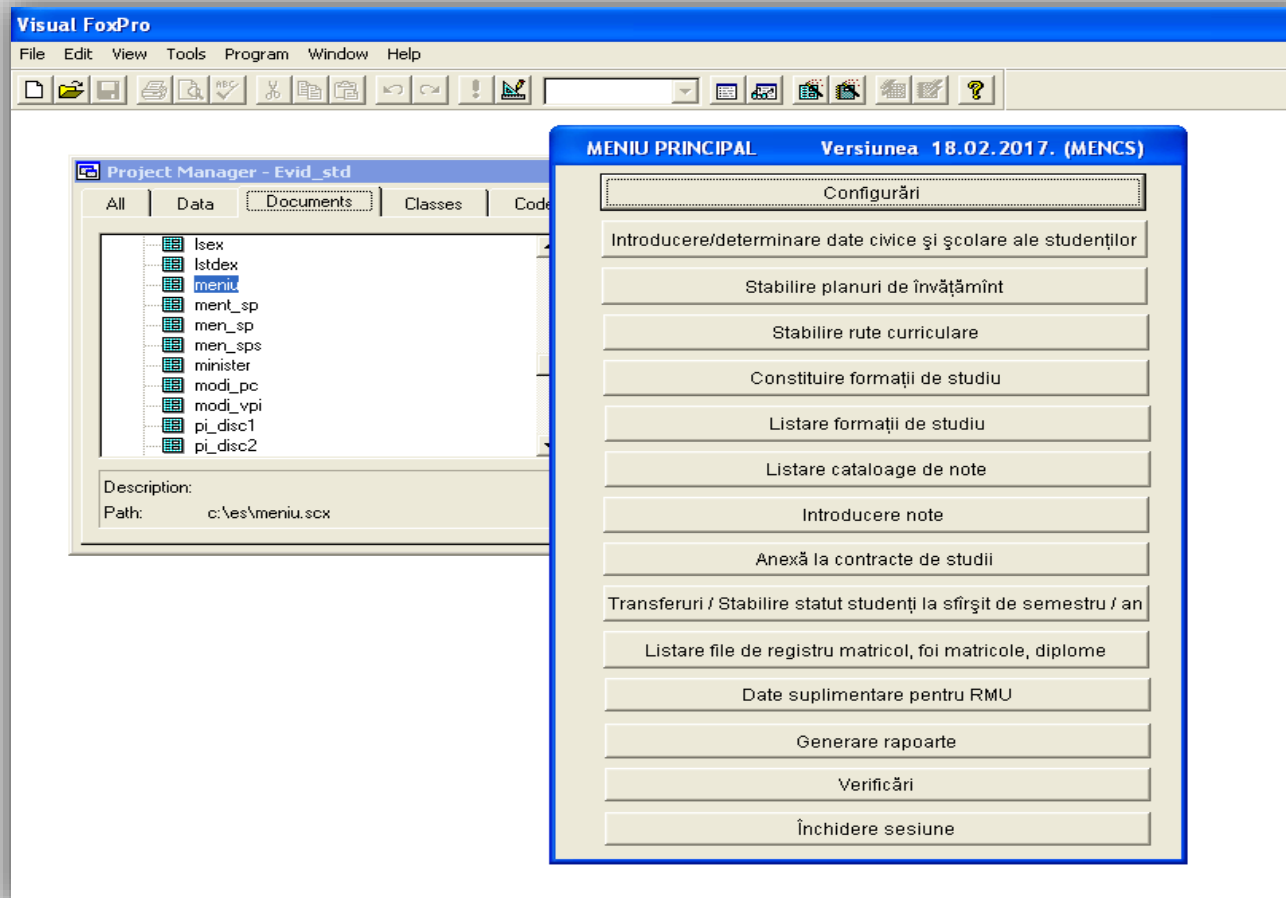 Visual FoxPro
File Edit View Tools Program Window Help
ABC
?
Project Manager - Evid_std
All Data Documents Classes Code
lsex
lstdex
meniu
ment_sp
men_sp
men_sps
minister
modi_pc
modi_vpi
pi_disc1
pi_disc2
Description:
Path: c:\es\meniu.scx
MENIU PRINCIPAL Versiunea 18.02.2017. (MENCS)
Configurări
Introducere/determinare date civice şi şcolare ale studenţilor
Stabilire planuri de învăţămînt
Stabilire rute curriculare
Constituire formaţii de studiu
Listare formaţii de studiu
Listare cataloage de note
Introducere note
Anexă la contracte de studii
Transferuri / Stabilire statut studenţi la sfîrşit de semestru / an
Listare file de registru matricol, foi matricole, diplome
Date suplimentare pentru RMU
Generare rapoarte
Verificări
Închidere sesiune